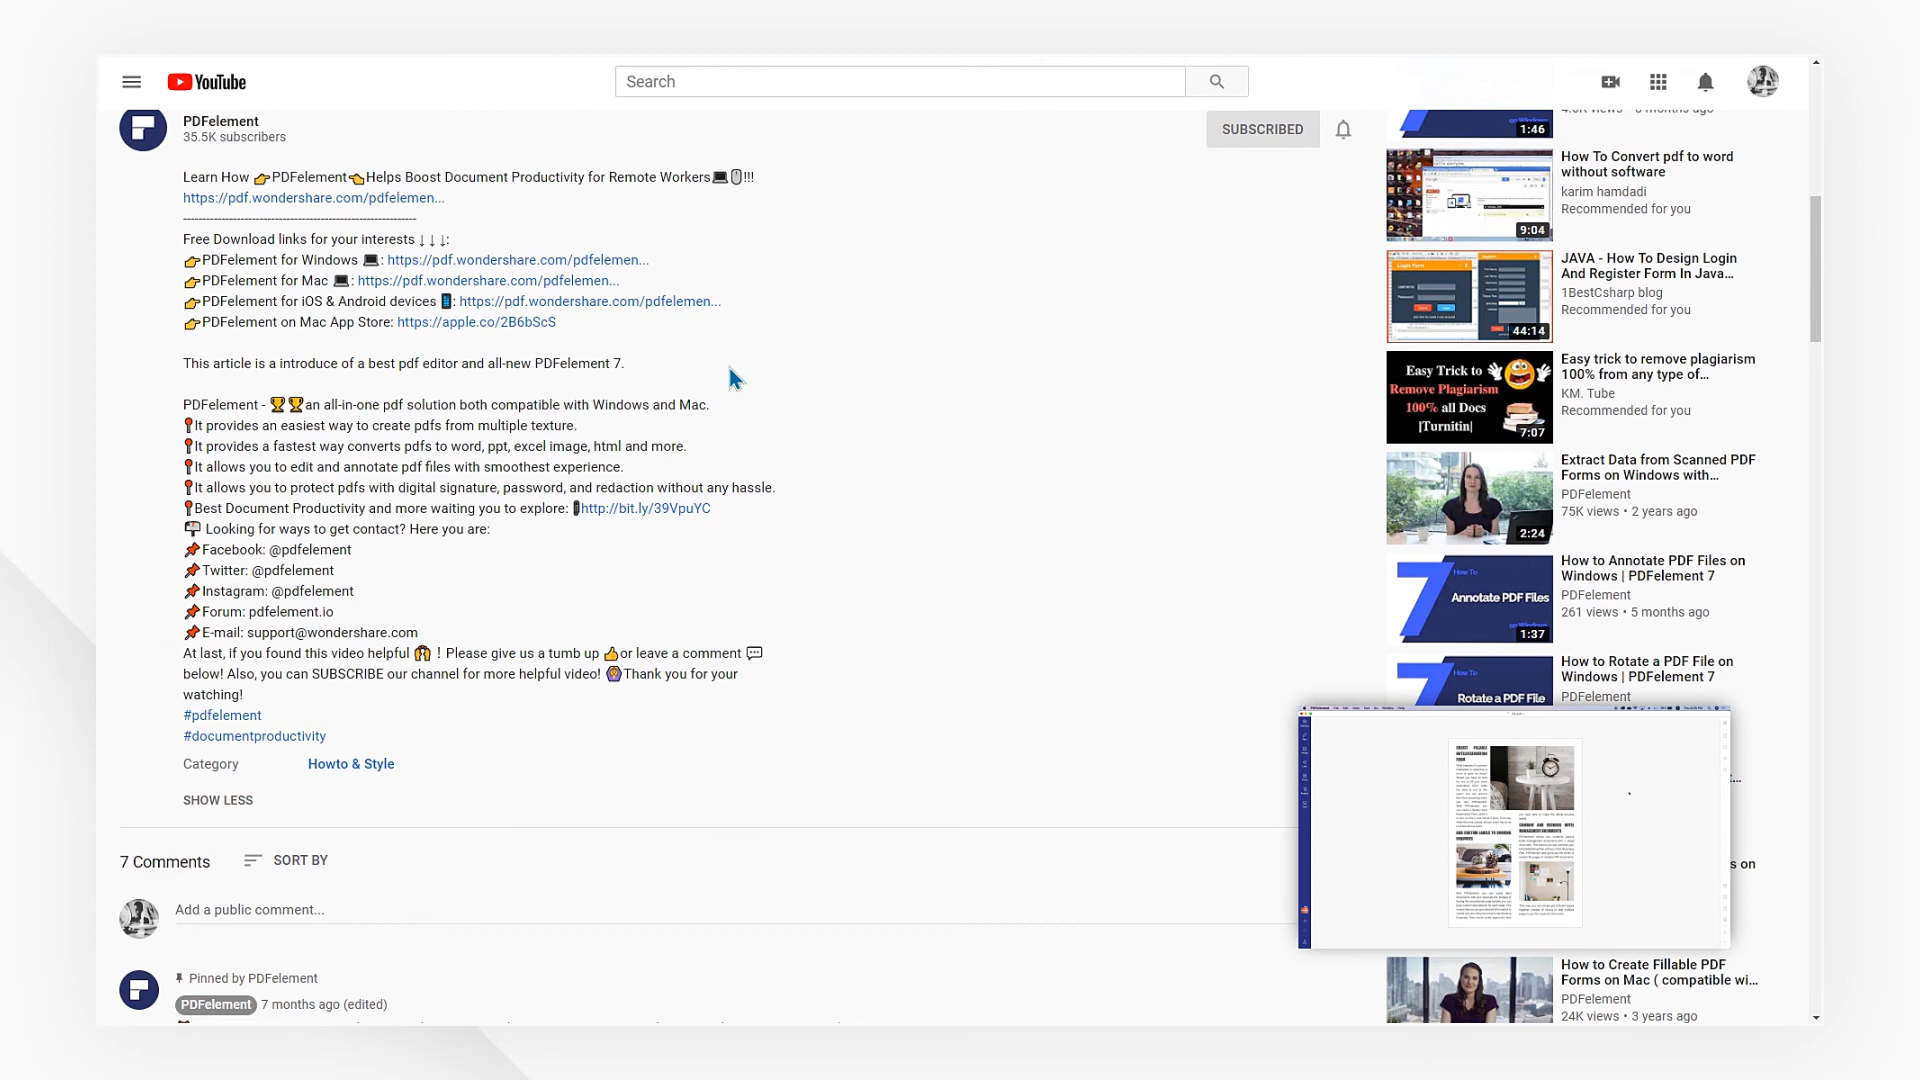 YouTube
Search
PDFelement
35.5K subscribers
SUBSCRIBED
Learn How 👉PDFelement👈Helps Boost Document Productivity for Remote Workers💻🖱!!!
https://pdf.wondershare.com/pdfelemen...
Free Download links for your interests ↓ ↓ ↓:
👉PDFelement for Windows 💻: https://pdf.wondershare.com/pdfelemen...
👉PDFelement for Mac 💻: https://pdf.wondershare.com/pdfelemen...
👉PDFelement for iOS & Android devices 📱: https://pdf.wondershare.com/pdfelemen...
👉PDFelement on Mac App Store: https://apple.co/2B6bScS
This article is a introduce of a best pdf editor and all-new PDFelement 7.
PDFelement - 🏆🏆an all-in-one pdf solution both compatible with Windows and Mac.
📍It provides an easiest way to create pdfs from multiple texture.
📍It provides a fastest way converts pdfs to word, ppt, excel image, html and more.
📍It allows you to edit and annotate pdf files with smoothest experience.
📍It allows you to protect pdfs with digital signature, password, and redaction without any hassle.
📍Best Document Productivity and more waiting you to explore: http://bit.ly/39VpuYC
📬 Looking for ways to get contact? Here you are:
📌Facebook: @pdfelement
📌Twitter: @pdfelement
📌Instagram: @pdfelement
📌Forum: pdfelement.io
📌E-mail: support@wondershare.com
At last, if you found this video helpful 🙌 ! Please give us a tumb up 👍or leave a comment 💬
below! Also, you can SUBSCRIBE our channel for more helpful video! Thank you for your
watching!
#pdfelement
#documentproductivity
Category
Howto & Style
SHOW LESS
7 Comments
SORT BY
Add a public comment...
Pinned by PDFelement
PDFelement 7 months ago (edited)
1:46
How To Convert pdf to word
without software
karim hamdadi
Recommended for you
9:04
JAVA - How To Design Login
And Register Form In Java...
1BestCsharp blog
Recommended for you
44:14
Easy Trick to
Remove Plagiarism
100% all Docs
|Turnitin|
7:07
Easy trick to remove plagiarism
100% from any type of...
KM. Tube
Recommended for you
2:24
Extract Data from Scanned PDF
Forms on Windows with...
PDFelement
75K views • 2 years ago
7
How To
Annotate PDF Files
on Windows
1:37
How to Annotate PDF Files on
Windows | PDFelement 7
PDFelement
261 views • 5 months ago
How To
Rotate a PDF File
How to Rotate a PDF File on
Windows | PDFelement 7
PDFelement
s on
How to Create Fillable PDF
Forms on Mac ( compatible wi...
PDFelement
24K views • 3 years ago